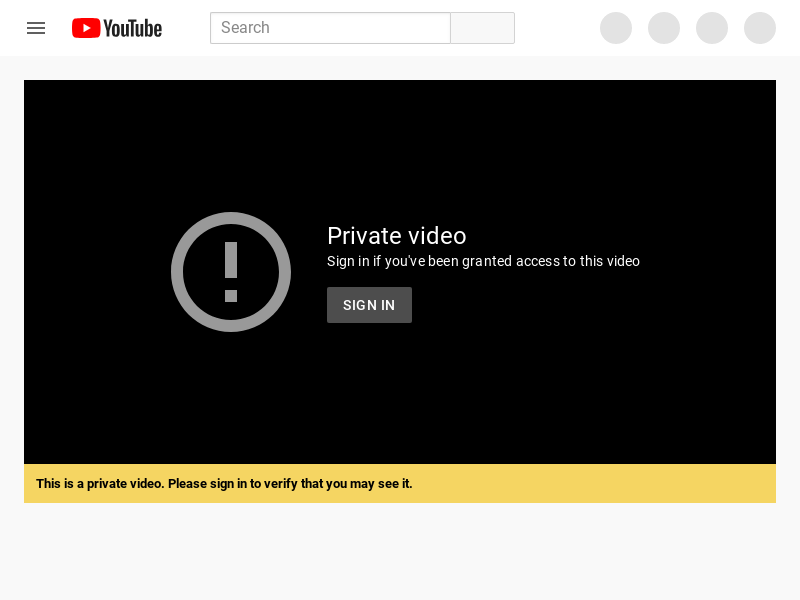 YouTube
Search
Private video
Sign in if you've been granted access to this video
SIGN IN
This is a private video. Please sign in to verify that you may see it.